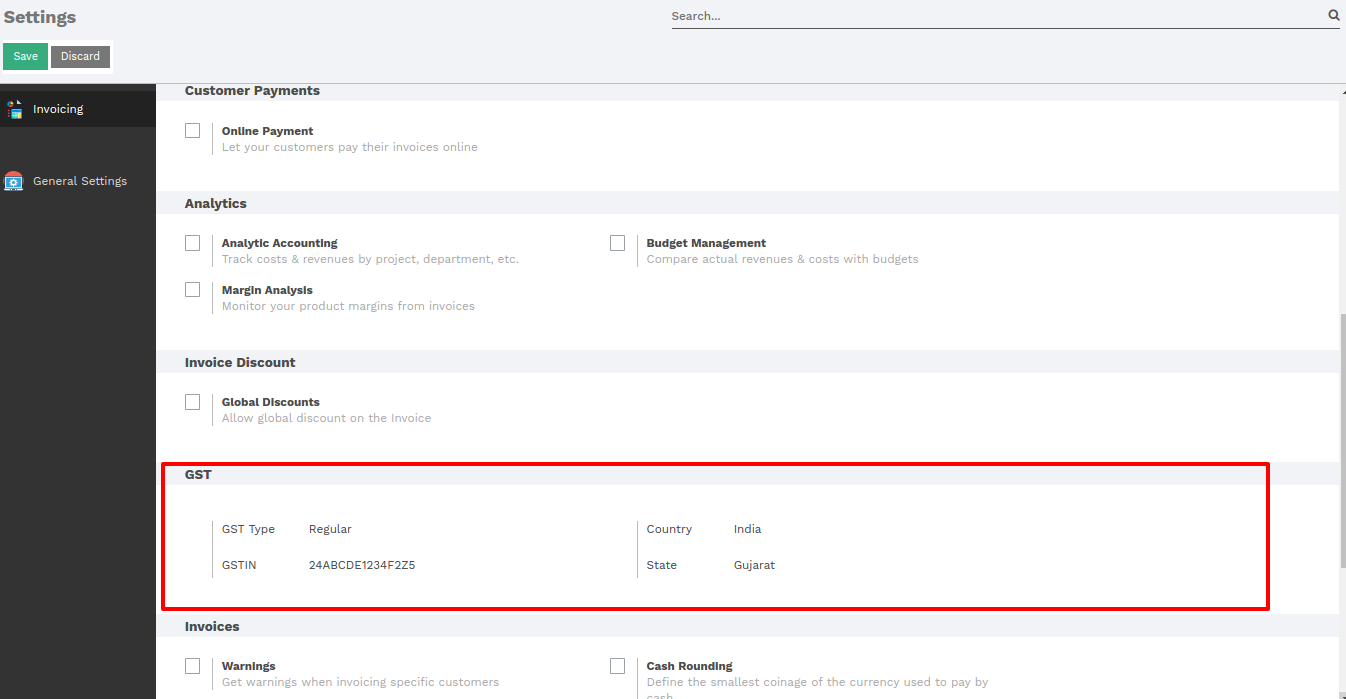 Settings
Search...
Save Discard
Invoicing
General Settings
Customer Payments
Online Payment
Let your customers pay their invoices online
Analytics
Analytic Accounting
Track costs & revenues by project, department, etc.
Budget Management
Compare actual revenues & costs with budgets
Margin Analysis
Monitor your product margins from invoices
Invoice Discount
Global Discounts
Allow global discount on the Invoice
GST
GST Type Regular
GSTIN 24ABCDE1234F2Z5
Country India
State Gujarat
Invoices
Warnings
Get warnings when invoicing specific customers
Cash Rounding
Define the smallest coinage of the currency used to pay by
cash